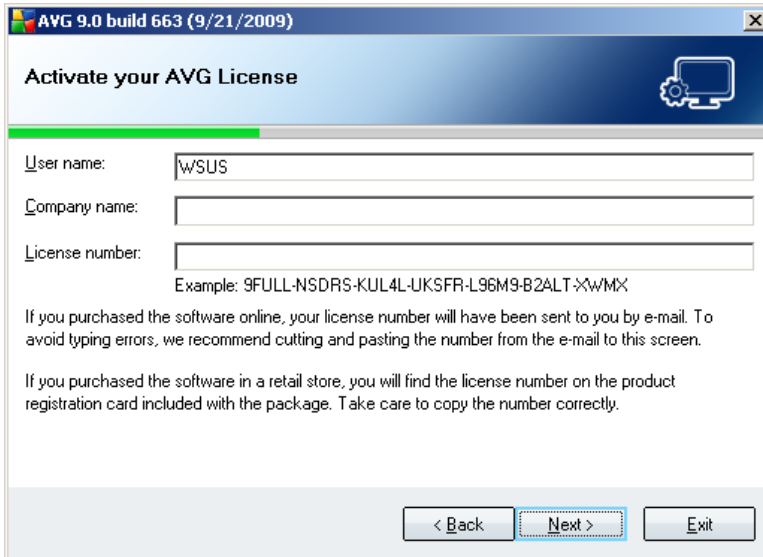 AVG 9.0 build 663 (9/21/2009)
Activate your AVG License
User name:
WSUS
Company name:
License number:
Example: 9FULL-NSDRS-KUL4L-UKSFR-L96M9-B2ALT-XWMX
If you purchased the software online, your license number will have been sent to you by e-mail. To
avoid typing errors, we recommend cutting and pasting the number from the e-mail to this screen.
If you purchased the software in a retail store, you will find the license number on the product
registration card included with the package. Take care to copy the number correctly.
< Back
Next >
Exit